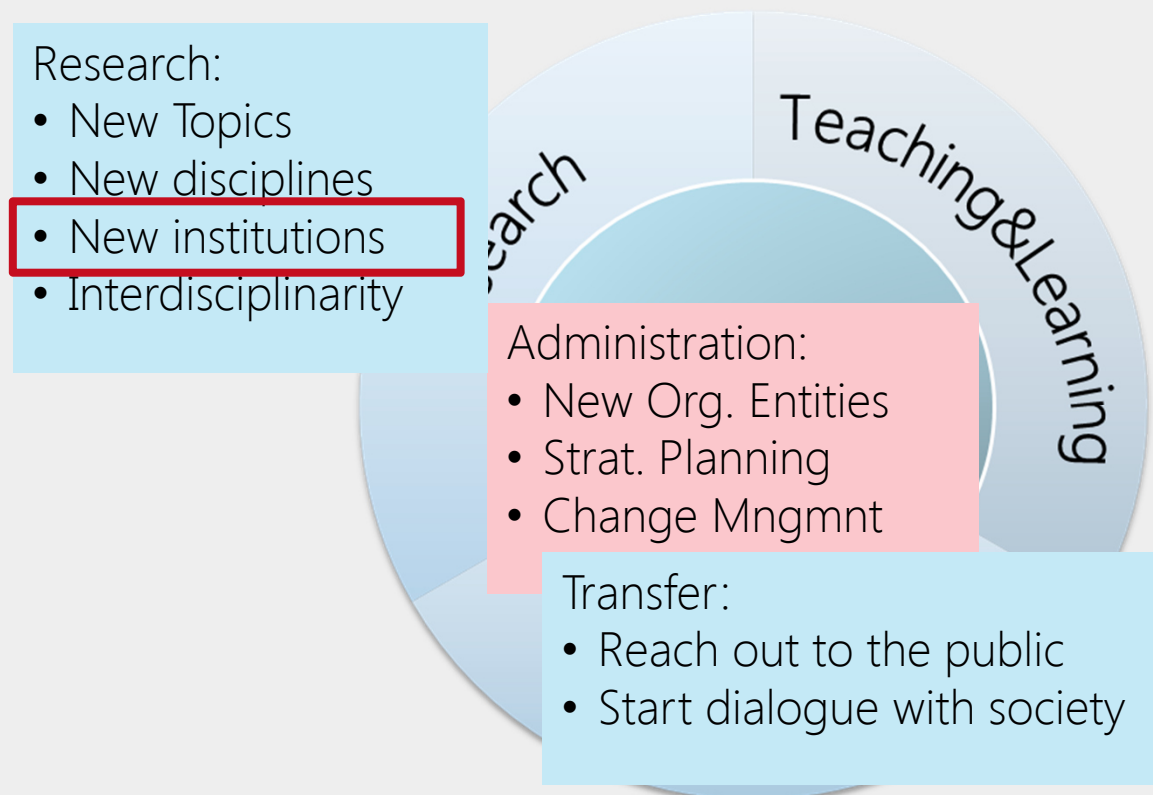 Research:
• New Topics
• New disciplines
• New institutions
• Interdisciplinarity
Teaching&Learning
Administration:
• New Org. Entities
• Strat. Planning
• Change Mngmnt
Transfer:
• Reach out to the public
• Start dialogue with society